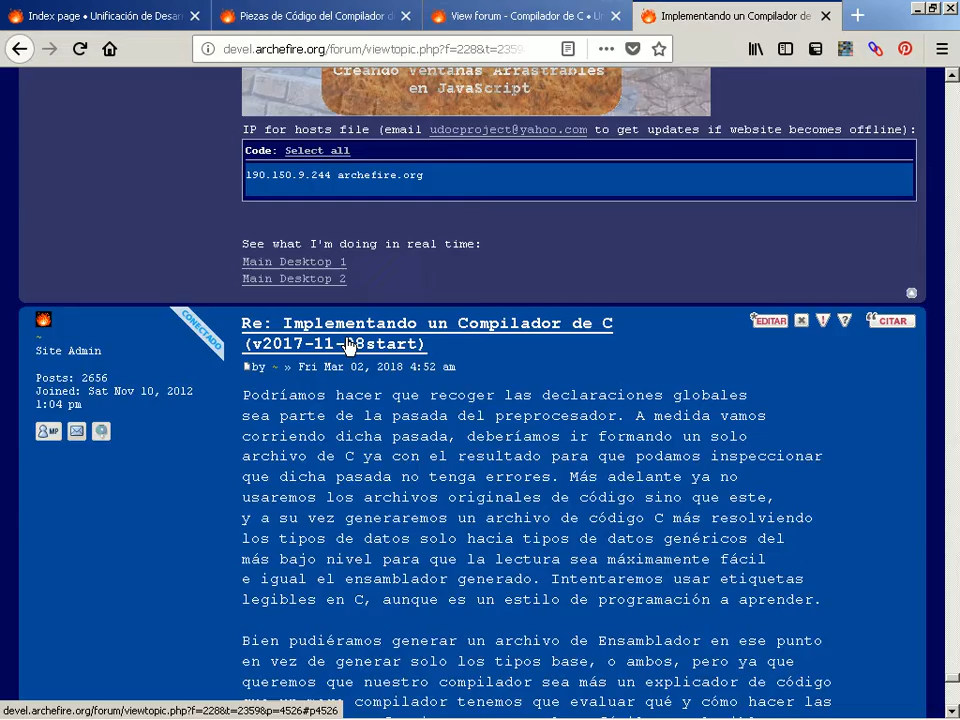 Index page • Unificación de Desar
Piezas de Código del Compilador d
View forum - Compilador de C • U
Implementando un Compilador de
devel.archefire.org/forum/viewtopic.php?f=228&t=2359
Creando Ventanas Arrastrables
en JavaScript
IP for hosts file (email udocproject@yahoo.com to get updates if website becomes offline):
Code: Select all
190.150.9.244 archefire.org
See what I'm doing in real time:
Main Desktop 1
Main Desktop 2
CONECTADO
Re: Implementando un Compilador de C
(v2017-11- 8start)
EDITAR
CITAR
~
Site Admin
by ~ » Fri Mar 02, 2018 4:52 am
Posts: 2656
Joined: Sat Nov 10, 2012
1:04 pm
MP
Podríamos hacer que recoger las declaraciones globales
sea parte de la pasada del preprocesador. A medida vamos
corriendo dicha pasada, deberíamos ir formando un solo
archivo de C ya con el resultado para que podamos inspeccionar
que dicha pasada no tenga errores. Más adelante ya no
usaremos los archivos originales de código sino que este,
y a su vez generaremos un archivo de código C más resolviendo
los tipos de datos solo hacia tipos de datos genéricos del
más bajo nivel para que la lectura sea máximamente fácil
e igual el ensamblador generado. Intentaremos usar etiquetas
legibles en C, aunque es un estilo de programación a aprender.
Bien pudiéramos generar un archivo de Ensamblador en ese punto
en vez de generar solo los tipos base, o ambos, pero ya que
queremos que nuestro compilador sea más un explicador de código
compilador tenemos que evaluar qué y cómo hacer las
devel.archefire.org/forum/viewtopic.php?f=228&t=2359&p=4526#p4526